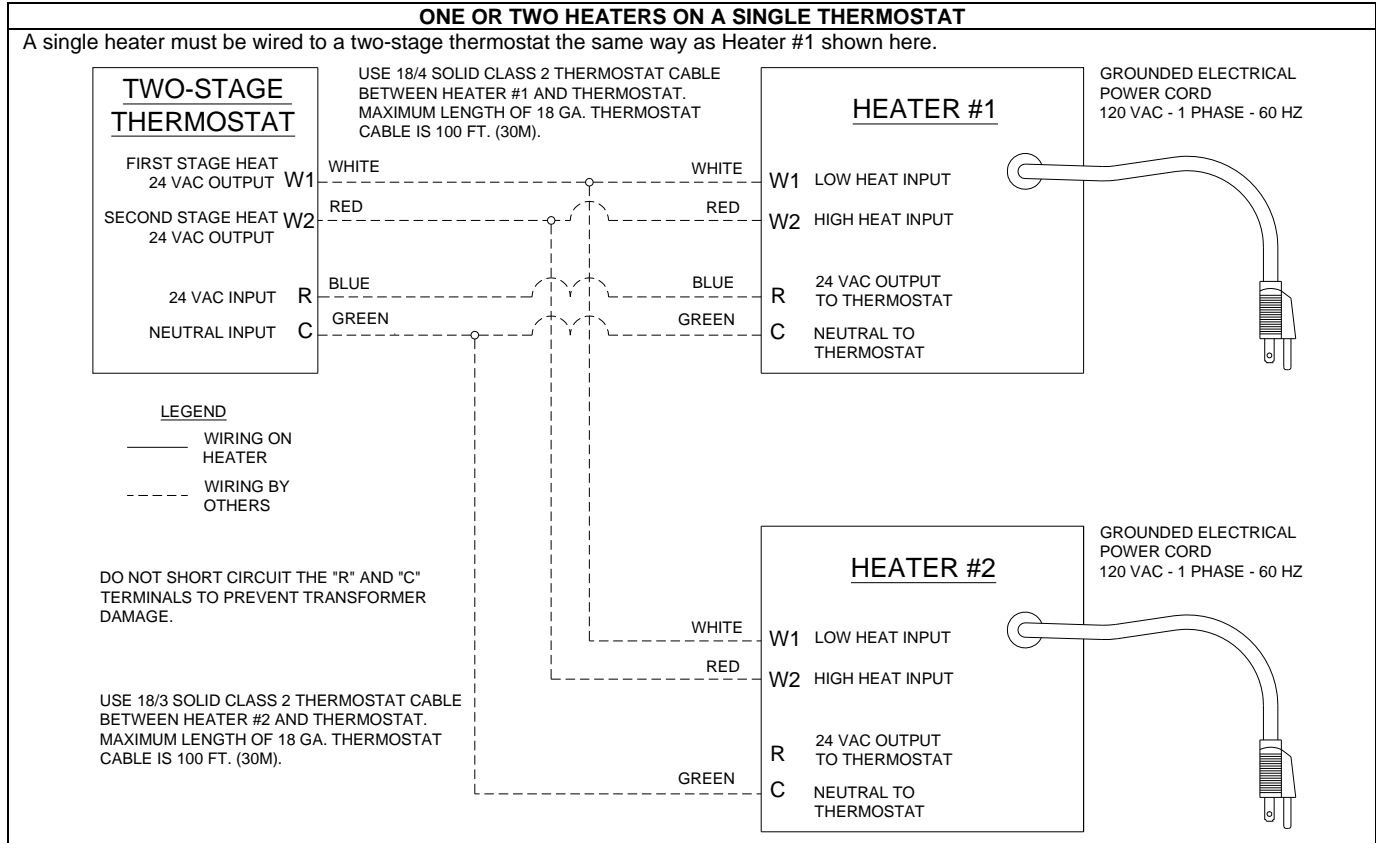 ONE OR TWO HEATERS ON A SINGLE THERMOSTAT
A single heater must be wired to a two-stage thermostat the same way as Heater #1 shown here.
TWO-STAGE
THERMOSTAT
FIRST STAGE HEAT
24 VAC OUTPUT
W1
SECOND STAGE HEAT
24 VAC OUTPUT
W2
24 VAC INPUT
R
NEUTRAL INPUT
C
USE 18/4 SOLID CLASS 2 THERMOSTAT CABLE
BETWEEN HEATER #1 AND THERMOSTAT.
MAXIMUM LENGTH OF 18 GA. THERMOSTAT
CABLE IS 100 FT. (30M).
WHITE
RED
BLUE
GREEN
WHITE
RED
BLUE
GREEN
HEATER #1
W1 LOW HEAT INPUT
W2 HIGH HEAT INPUT
R
24 VAC OUTPUT
TO THERMOSTAT
C
NEUTRAL TO
THERMOSTAT
GROUNDED ELECTRICAL
POWER CORD
120 VAC - 1 PHASE - 60 HZ
LEGEND
WIRING ON
HEATER
WIRING BY
OTHERS
DO NOT SHORT CIRCUIT THE "R" AND "C"
TERMINALS TO PREVENT TRANSFORMER
DAMAGE.
USE 18/3 SOLID CLASS 2 THERMOSTAT CABLE
BETWEEN HEATER #2 AND THERMOSTAT.
MAXIMUM LENGTH OF 18 GA. THERMOSTAT
CABLE IS 100 FT. (30M).
WHITE
RED
GREEN
HEATER #2
W1 LOW HEAT INPUT
W2 HIGH HEAT INPUT
R
24 VAC OUTPUT
TO THERMOSTAT
C
NEUTRAL TO
THERMOSTAT
GROUNDED ELECTRICAL
POWER CORD
120 VAC - 1 PHASE - 60 HZ